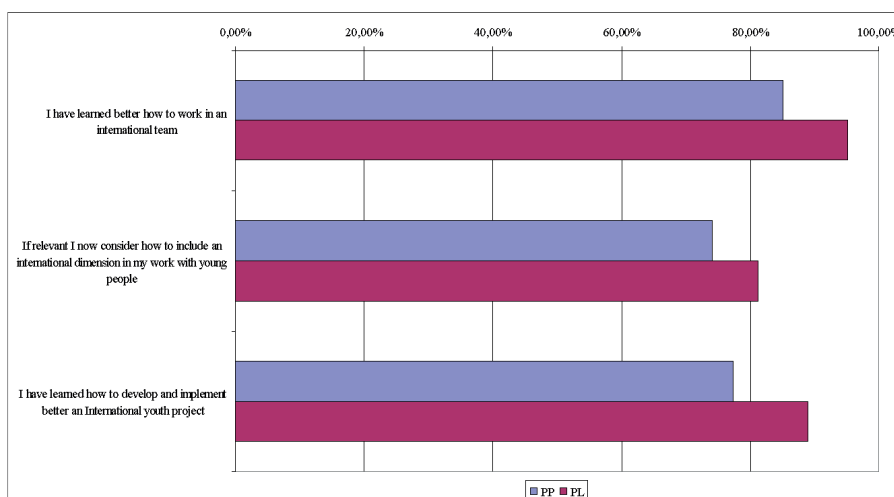 0,00% 20,00% 40,00% 60,00% 80,00% 100,00%
I have learned better how to work in an
international team
If relevant I now consider how to include an
international dimension in my work with young
people
I have learned how to develop and implement
better an International youth project
PP PL